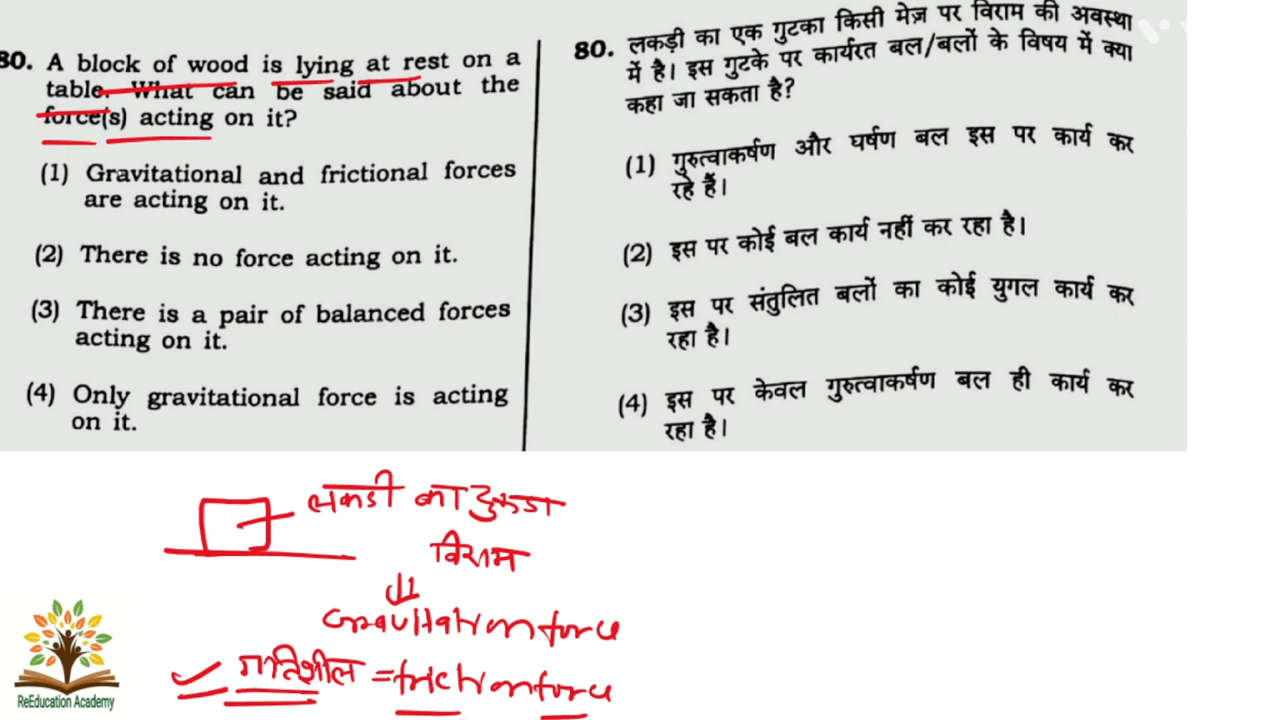 80. A block of wood is lying at rest on a
table. What can be said about the
force(s) acting on it?
(1) Gravitational and frictional forces
are acting on it.
(2) There is no force acting on it.
(3) There is a pair of balanced forces
acting on it.
(4) Only gravitational force is acting
on it.
80. लकड़ी का एक गुटका किसी मेज़ पर विराम की अवस्था
में है। इस गुटके पर कार्यरत बल/बलों के विषय में क्या
कहा जा सकता है?
(1) गुरुत्वाकर्षण और घर्षण बल इस पर कार्य कर
रहे हैं।
(2) इस पर कोई बल कार्य नहीं कर रहा है।
(3) इस पर संतुलित बलों का कोई युगल कार्य कर
रहा है।
(4) इस पर केवल गुरुत्वाकर्षण बल ही कार्य कर
रहा है।
लकडी का टुकडा
विराम
Gravitation force
गतिशील = friction force
ReEducation Academy